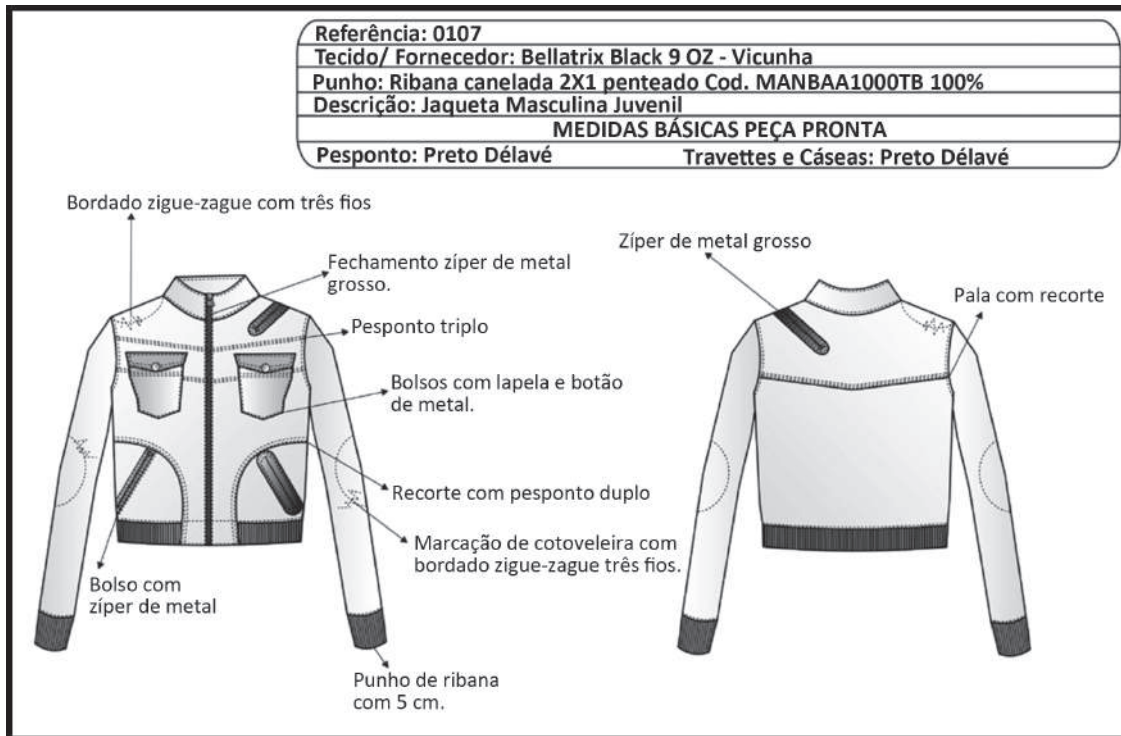 Referência: 0107
Tecido/ Fornecedor: Bellatrix Black 9 OZ - Vicunha
Punho: Ribana canelada 2X1 penteado Cod. MANBAA1000TB 100%
Descrição: Jaqueta Masculina Juvenil
MEDIDAS BÁSICAS PEÇA PRONTA
Pesponto: Preto Délavé Travettes e Cáseas: Preto Délavé
Bordado zigue-zague com três fios
Fechamento zíper de metal
grosso.
Pesponto triplo
Bolsos com lapela e botão
de metal.
Recorte com pesponto duplo
Marcação de cotoveleira com
bordado zigue-zague três fios.
Bolso com
zíper de metal
Punho de ribana
com 5 cm.
Zíper de metal grosso
Pala com recorte